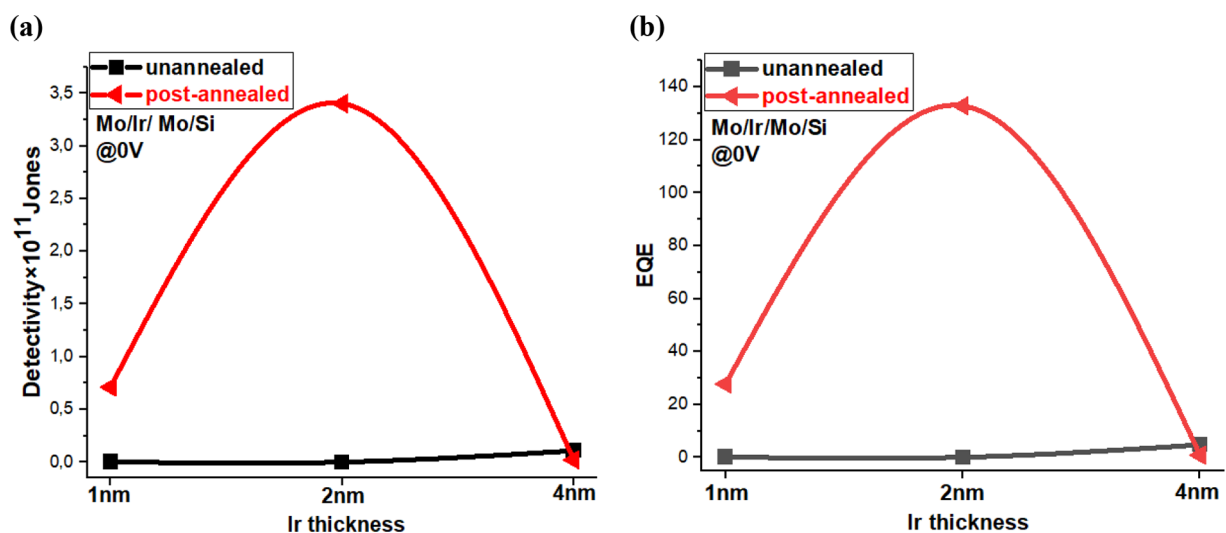 (a)
unannealed
post-annealed
Mo/Ir/ Mo/Si
@0V
3,5
3,0
2,5
2,0
1,5
1,0
0,5
0,0
Detectivity×10¹¹Jones
1nm
2nm
4nm
Ir thickness
(b)
unannealed
post-annealed
Mo/Ir/Mo/Si
@0V
140
120
100
80
60
40
20
0
EQE
1nm
2nm
4nm
Ir thickness